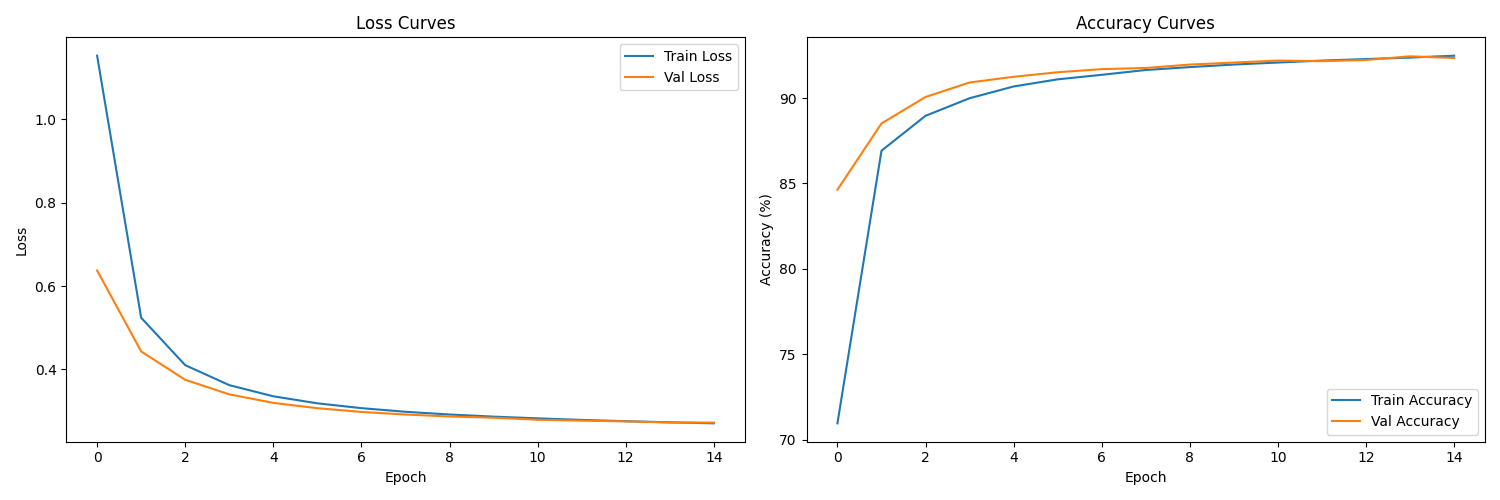 Loss Curves
Train Loss
Val Loss
1.0
0.8
0.6
0.4
Loss
0 2 4 6 8 10 12 14
Epoch
Accuracy Curves
90
85
80
75
70
Accuracy (%)
Train Accuracy
Val Accuracy
0 2 4 6 8 10 12 14
Epoch